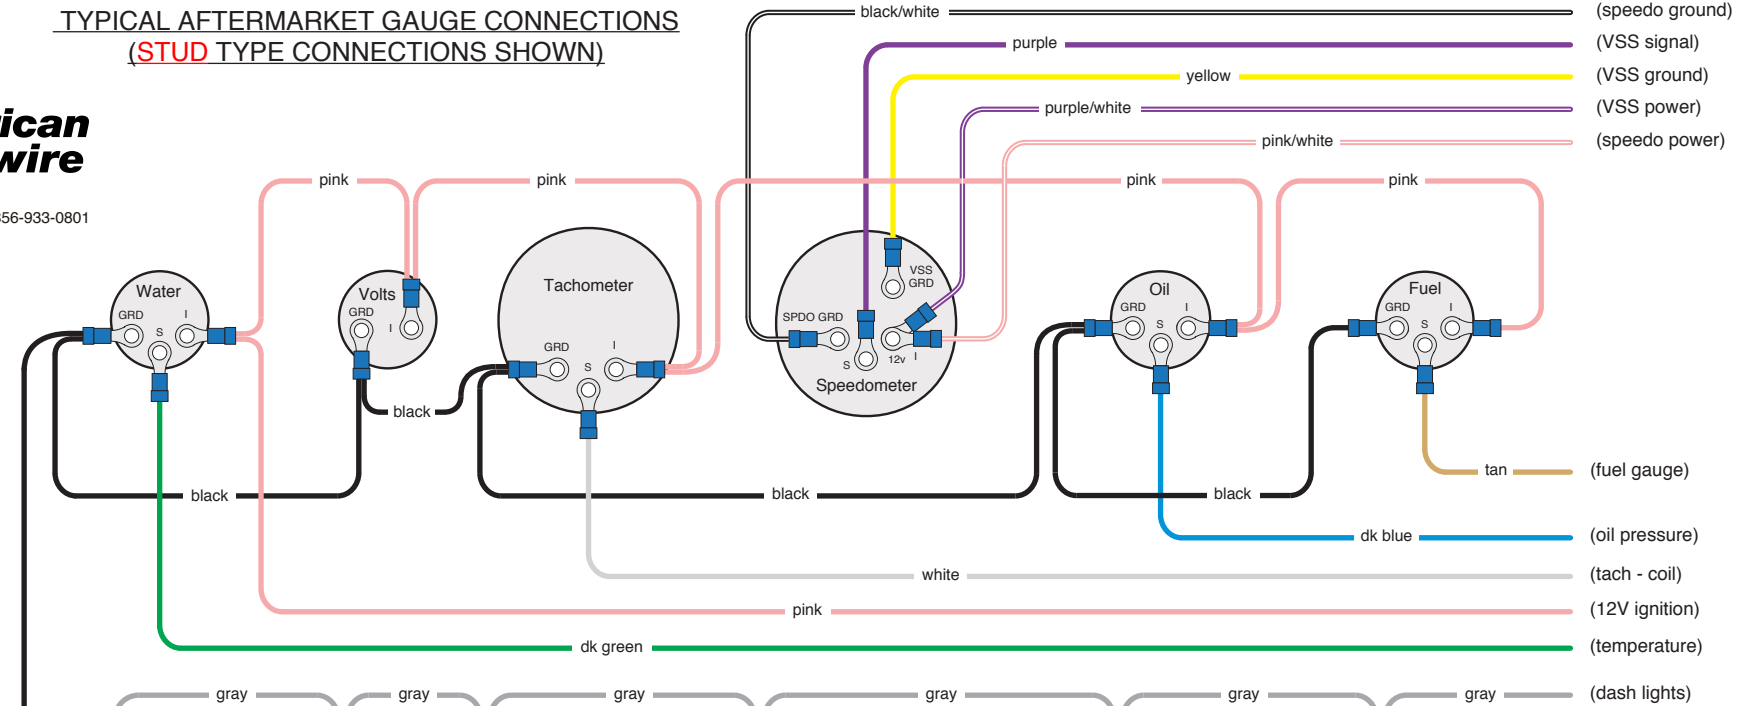 TYPICAL AFTERMARKET GAUGE CONNECTIONS
(STUD TYPE CONNECTIONS SHOWN)
ican
wire
856-933-0801
black/white (speedo ground)
purple (VSS signal)
yellow (VSS ground)
purple/white (VSS power)
pink/white (speedo power)
pink pink pink pink
Water
GRD S I
Volts
GRD I
Tachometer
GRD S I
VSS
GRD
SPDO GRD
S 12v I
Speedometer
Oil
GRD S I
Fuel
GRD S I
black
black black black
tan (fuel gauge)
dk blue (oil pressure)
white (tach - coil)
pink (12V ignition)
dk green (temperature)
gray gray gray gray gray gray (dash lights)